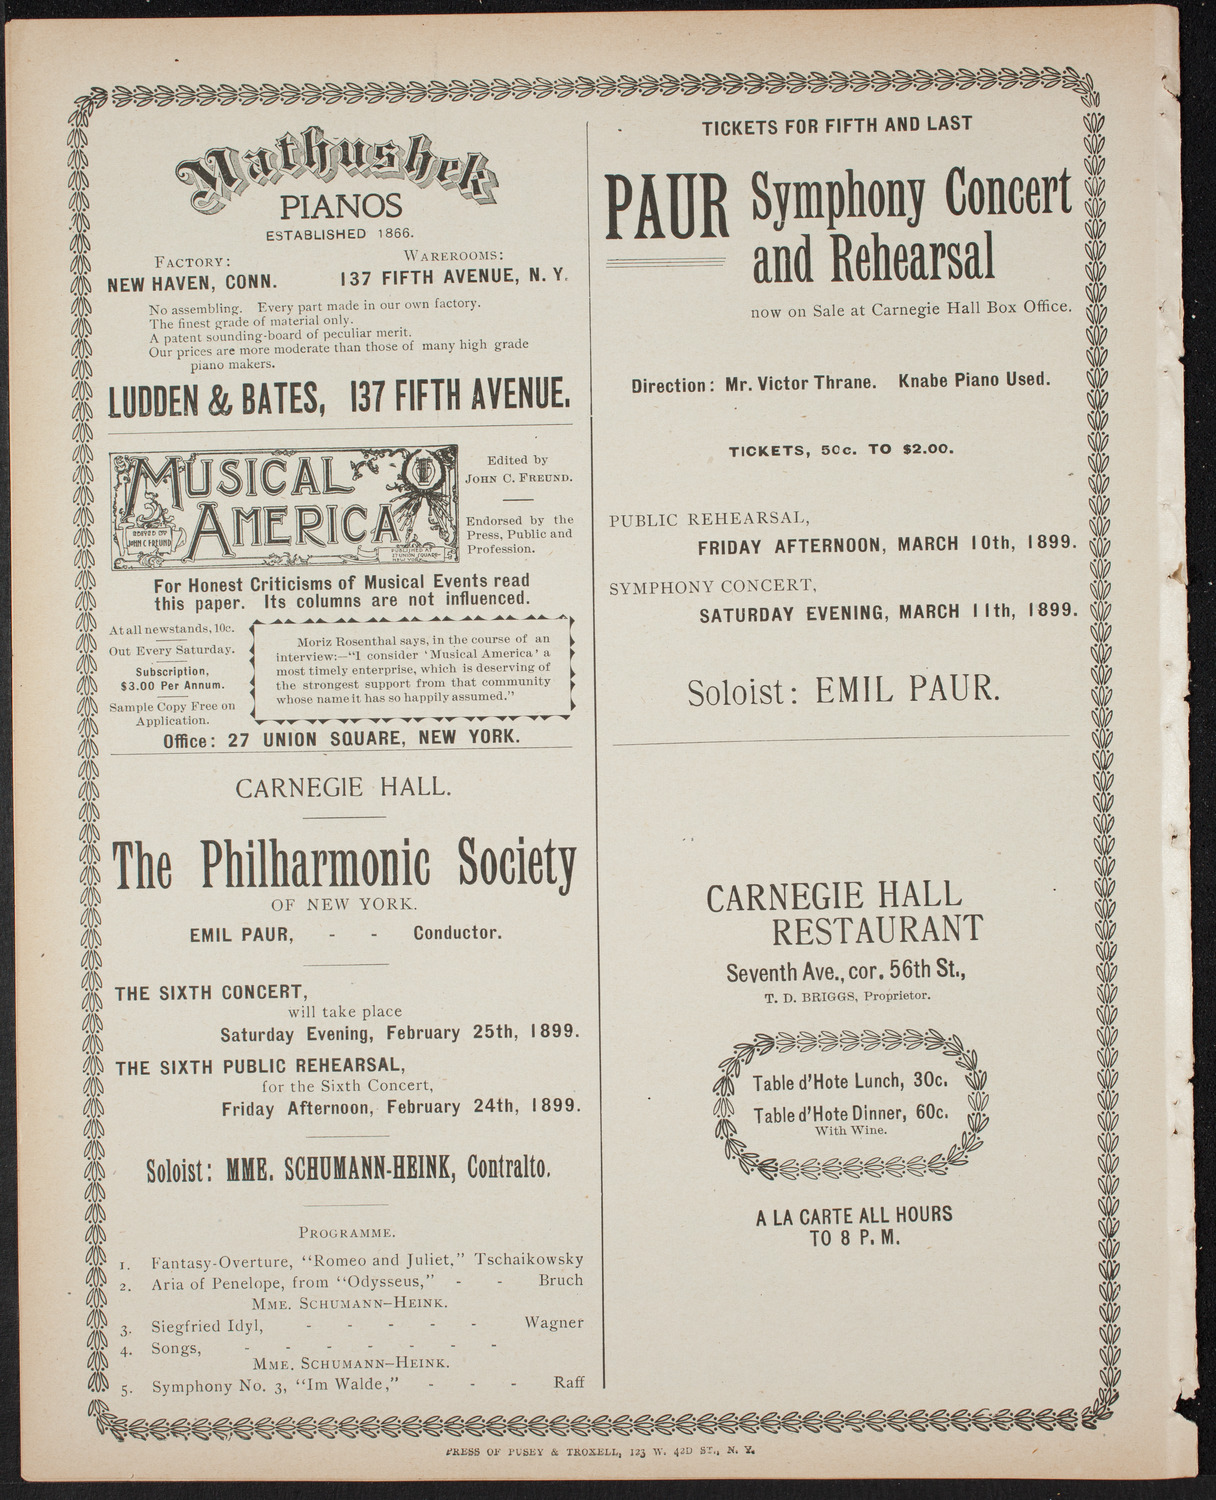 Mathushek
PIANOS
ESTABLISHED 1866.
FACTORY:
NEW HAVEN, CONN.
WAREROOMS:
137 FIFTH AVENUE, N. Y.
No assembling. Every part made in our own factory.
The finest grade of material only.
A patent sounding-board of peculiar merit.
Our prices are more moderate than those of many high grade
piano makers.
LUDDEN & BATES, 137 FIFTH AVENUE.
MUSICAL
AMERICA
EDITED BY
JOHN C FREUND
PUBLISHED AT
27 UNION SQUARE
NEW YORK
Edited by
JOHN C. FREUND.
Endorsed by the
Press, Public and
Profession.
For Honest Criticisms of Musical Events read
this paper. Its columns are not influenced.
At all newstands, 10c.
Out Every Saturday.
Subscription,
$3.00 Per Annum.
Sample Copy Free on
Application.
Moriz Rosenthal says, in the course of an
interview:—"I consider 'Musical America' a
most timely enterprise, which is deserving of
the strongest support from that community
whose name it has so happily assumed."
Office: 27 UNION SQUARE, NEW YORK.
CARNEGIE HALL.
The Philharmonic Society
OF NEW YORK.
EMIL PAUR, - - Conductor.
THE SIXTH CONCERT,
will take place
Saturday Evening, February 25th, 1899.
THE SIXTH PUBLIC REHEARSAL,
for the Sixth Concert,
Friday Afternoon, February 24th, 1899.
Soloist: MME. SCHUMANN-HEINK, Contralto.
PROGRAMME.
1. Fantasy-Overture, "Romeo and Juliet," Tschaikowsky
2. Aria of Penelope, from "Odysseus," - - Bruch
MME. SCHUMANN-HEINK.
3. Siegfried Idyl, - - - - - Wagner
4. Songs, - - - - - - -
MME. SCHUMANN-HEINK.
5. Symphony No. 3, "Im Walde," - - - Raff
TICKETS FOR FIFTH AND LAST
PAUR Symphony Concert
and Rehearsal
now on Sale at Carnegie Hall Box Office.
Direction: Mr. Victor Thrane. Knabe Piano Used.
TICKETS, 50c. TO $2.00.
PUBLIC REHEARSAL,
FRIDAY AFTERNOON, MARCH 10th, 1899.
SYMPHONY CONCERT,
SATURDAY EVENING, MARCH 11th, 1899.
Soloist: EMIL PAUR.
CARNEGIE HALL
RESTAURANT
Seventh Ave., cor. 56th St.,
T. D. BRIGGS, Proprietor.
Table d'Hote Lunch, 30c.
Table d'Hote Dinner, 60c.
With Wine.
A LA CARTE ALL HOURS
TO 8 P. M.
PRESS OF PUSEY & TROXELL, 123 W. 42D ST., N. Y.